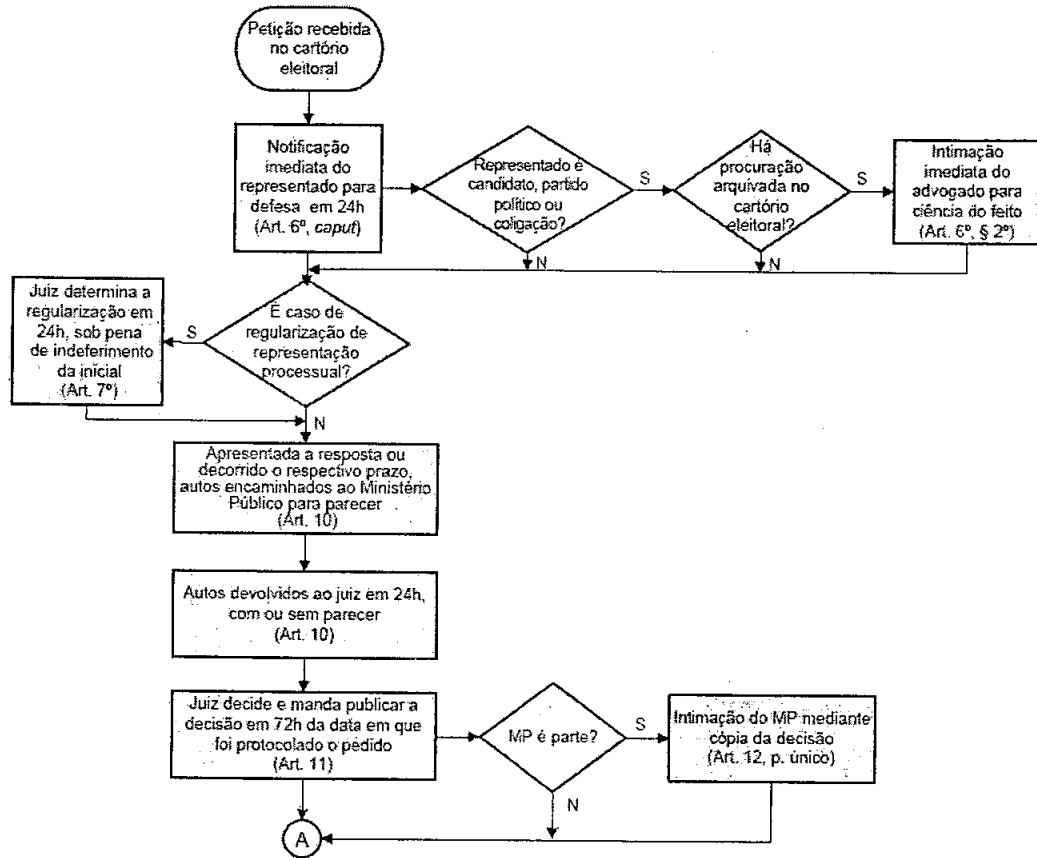 Petição recebida
no cartório
eleitoral
Notificação
imediata do
representado para
defesa em 24h
(Art. 6º, caput)
Representado é
candidato, partido
político ou
coligação?
S
N
Há
procuração
arquivada no
cartório
eleitoral?
S
N
Intimação
imediata do
advogado para
ciência do feito
(Art. 6º, § 2º)
É caso de
regularização de
representação
processual?
S
N
Juiz determina a
regularização em
24h, sob pena
de indeferimento
da inicial
(Art. 7º)
Apresentada a resposta ou
decorrido o respectivo prazo,
autos encaminhados ao Ministério
Público para parecer
(Art. 10)
Autos devolvidos ao juiz em 24h,
com ou sem parecer
(Art. 10)
Juiz decide e manda publicar a
decisão em 72h da data em que
foi protocolado o pedido
(Art. 11)
MP é parte?
S
N
Intimação do MP mediante
cópia da decisão
(Art. 12, p. único)
A